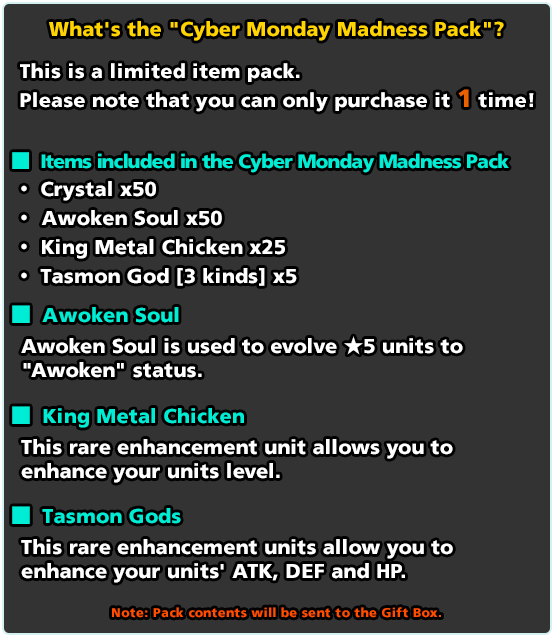 What's the "Cyber Monday Madness Pack"?
This is a limited item pack.
Please note that you can only purchase it 1 time!
■ Items included in the Cyber Monday Madness Pack
• Crystal x50
• Awoken Soul x50
• King Metal Chicken x25
• Tasmon God [3 kinds] x5
■ Awoken Soul
Awoken Soul is used to evolve ★5 units to
"Awoken" status.
■ King Metal Chicken
This rare enhancement unit allows you to
enhance your units level.
■ Tasmon Gods
This rare enhancement units allow you to
enhance your units' ATK, DEF and HP.
Note: Pack contents will be sent to the Gift Box.